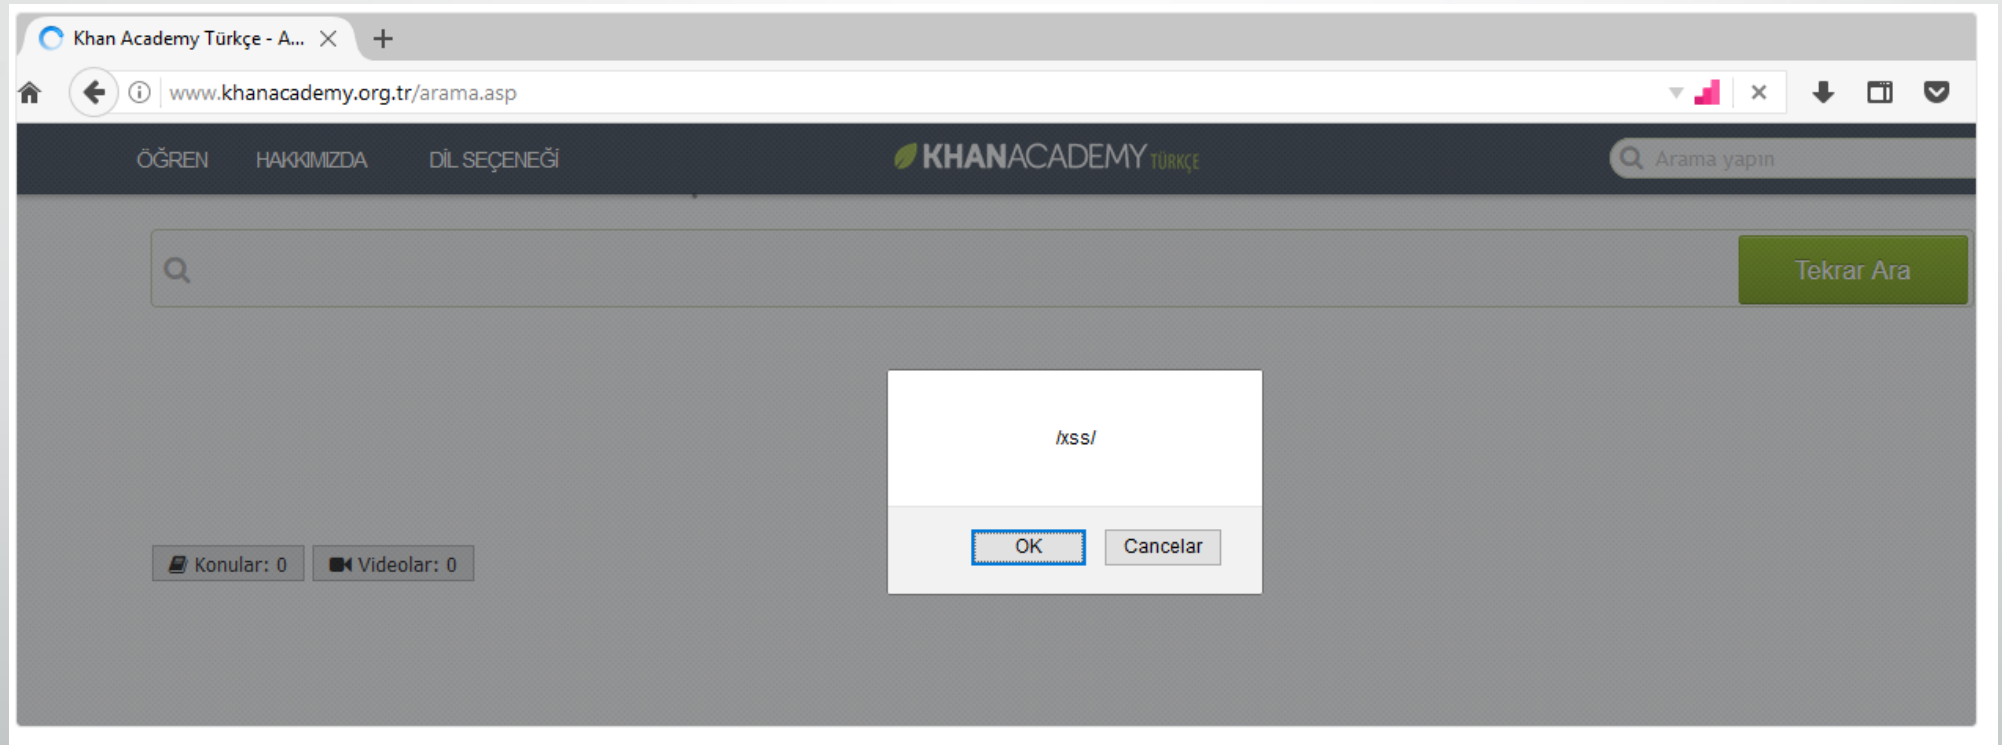 Khan Academy Türkçe - A...
www.khanacademy.org.tr/arama.asp
ÖĞREN HAKKIMIZDA DİL SEÇENEĞİ KHANACADEMY TÜRKÇE Arama yapın
Tekrar Ara
/xss/
OK Cancelar
Konular: 0 Videolar: 0